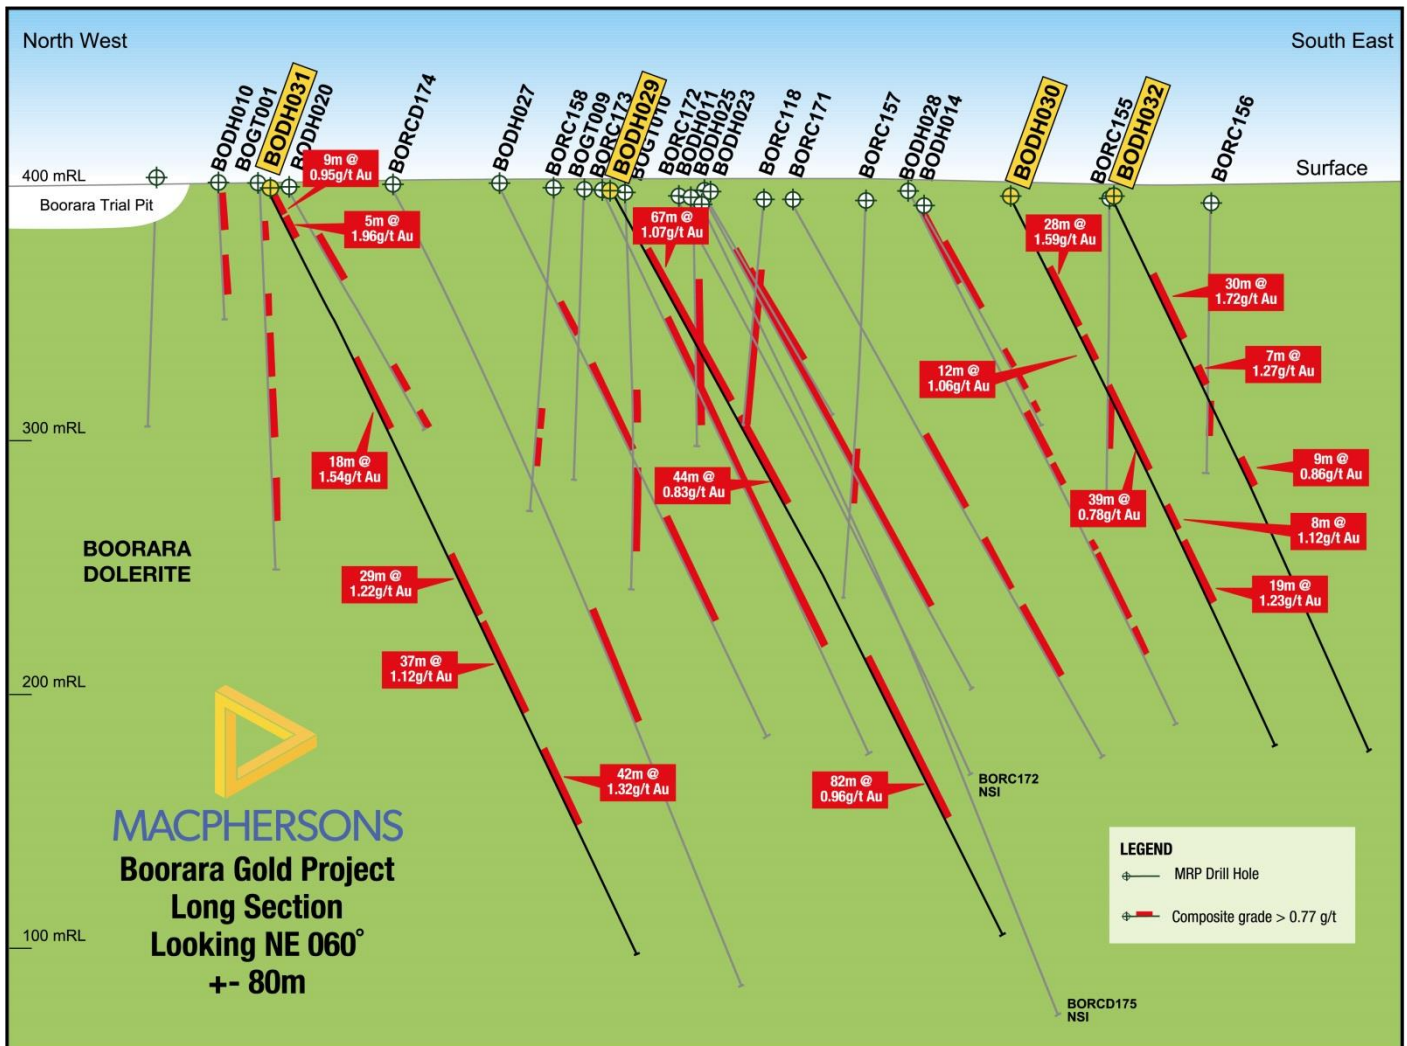 North West
South East
BODH010
BOGT001
BODH031
BODH020
BORCD174
BODH027
BORC158
BOGT009
BORC173
BODH029
BOGT010
BORC172
BODH011
BODH025
BODH023
BORC118
BORC171
BORC157
BODH028
BODH014
BODH030
BORC155
BODH032
BORC156
400 mRL
Surface
Boorara Trial Pit
9m @
0.95g/t Au
5m @
1.96g/t Au
67m @
1.07g/t Au
28m @
1.59g/t Au
30m @
1.72g/t Au
12m @
1.06g/t Au
7m @
1.27g/t Au
300 mRL
18m @
1.54g/t Au
44m @
0.83g/t Au
39m @
0.78g/t Au
9m @
0.86g/t Au
8m @
1.12g/t Au
BOORARA
DOLERITE
29m @
1.22g/t Au
19m @
1.23g/t Au
37m @
1.12g/t Au
200 mRL
42m @
1.32g/t Au
82m @
0.96g/t Au
BORC172
NSI
MACPHERSONS
Boorara Gold Project
Long Section
Looking NE 060°
+- 80m
100 mRL
LEGEND
MRP Drill Hole
Composite grade > 0.77 g/t
BORCD175
NSI